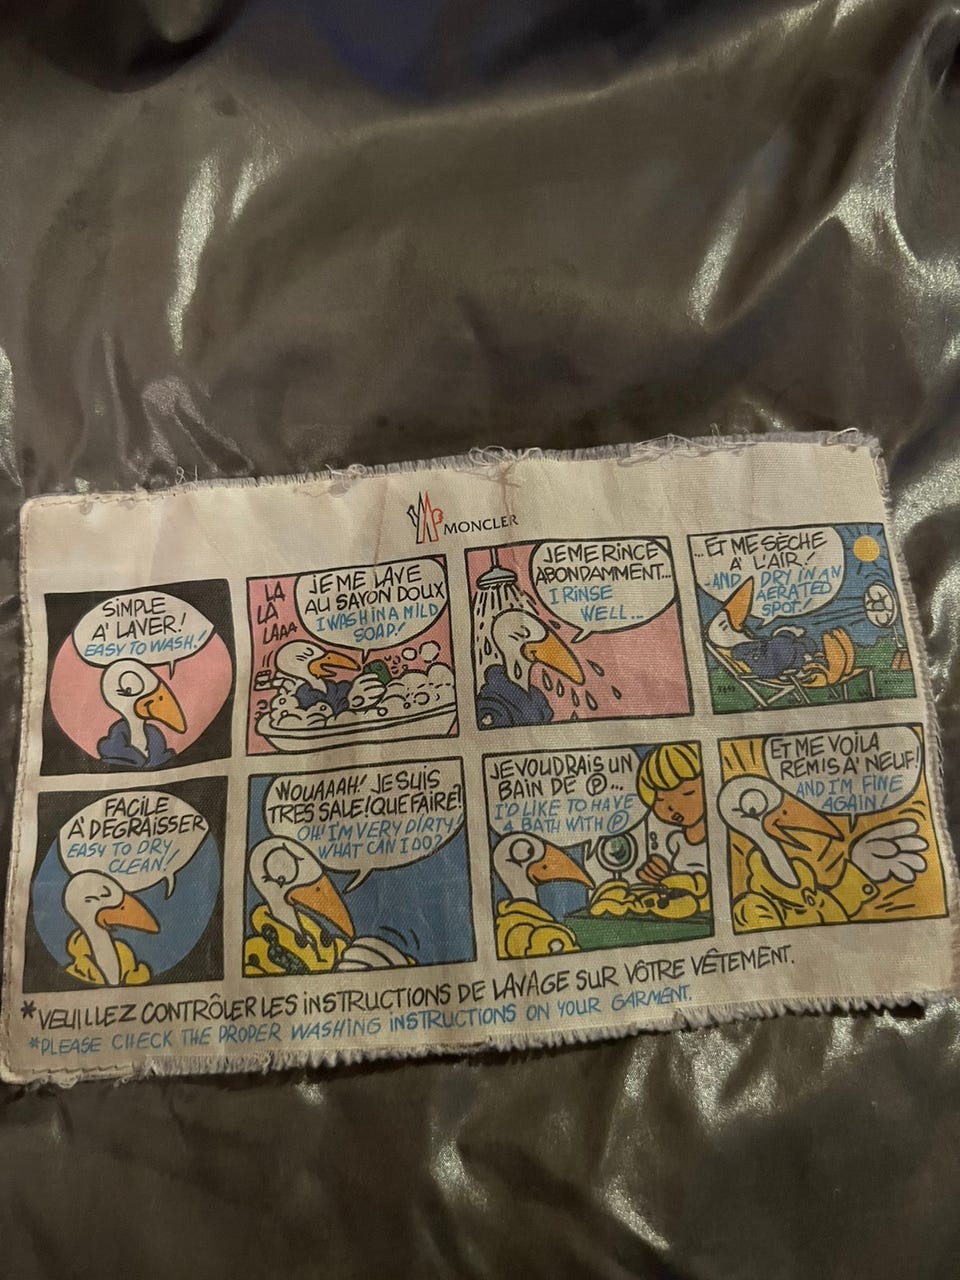 MONCLER
SIMPLE
A' LAVER!
EASY TO WASH!
LA
LA
LAAA
JE ME LAVE
AU SAVON DOUX
I WASH IN A MILD
SOAP!
JE ME RINCE
ABONDAMMENT...
I RINSE
WELL...
...ET ME SÈCHE
A' L'AIR!
-AND DRY IN AN
AERATED
SPOT!
FACILE
A' DÉGRAISSER
EASY TO DRY
CLEAN!
WOUAAAH! JE SUIS
TRES SALE! QUE FAIRE?
OH! I'M VERY DIRTY!
WHAT CAN I DO?
JE VOUDRAIS UN
BAIN DE Ⓟ...
I'D LIKE TO HAVE
A BATH WITH Ⓟ
ET ME VOILA
REMIS A' NEUF!
AND I'M FINE
AGAIN!
*VEUILLEZ CONTRÔLER LES INSTRUCTIONS DE LAVAGE SUR VÔTRE VÊTEMENT.
*PLEASE CHECK THE PROPER WASHING INSTRUCTIONS ON YOUR GARMENT.